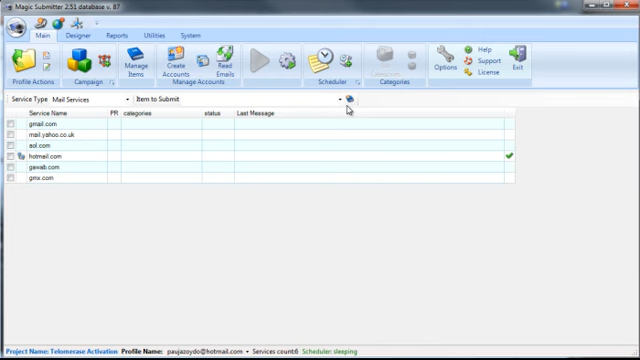 Magic Submitter 2.51 database v. 87
Main Designer Reports Utilities System
Manage Items
Create Accounts
Read Emails
Options
Help
Support
License
Exit
Profile Actions Campaign Manage Accounts Scheduler Categories
Service Type Mail Services Item to Submit
Service Name PR categories status Last Message
gmail.com
mail.yahoo.co.uk
aol.com
hotmail.com
gawab.com
gmx.com
Project Name: Telomerase Activation Profile Name: paujazoydo@hotmail.com Services count:6 Scheduler: sleeping